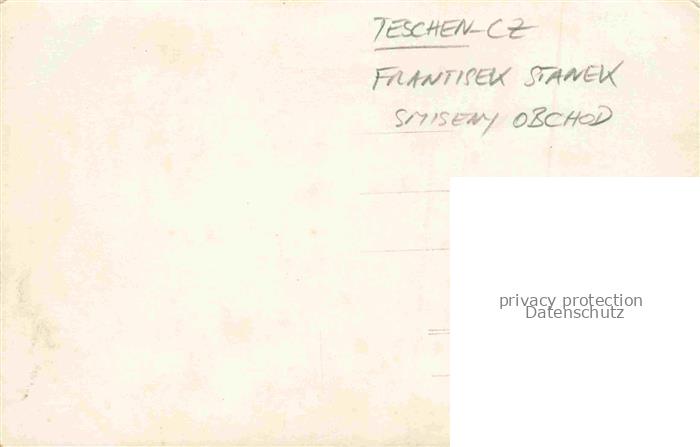 TESCHEN-CZ
FRANTISEK STANEK
SMISENY OBCHOD
privacy protection
Datenschutz